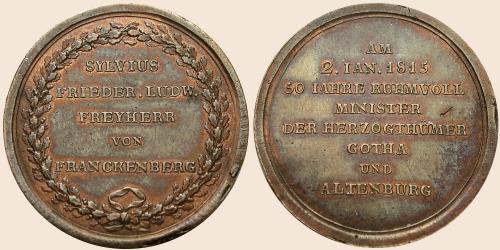 SYLVIUS
FRIEDER. LUDW.
FREYHERR
VON
FRANCKENBERG
AM
2. IAN. 1815
50 IAHRE RUHMVOLL
MINISTER
DER HERZOGTHÜMER
GOTHA
UND
ALTENBURG